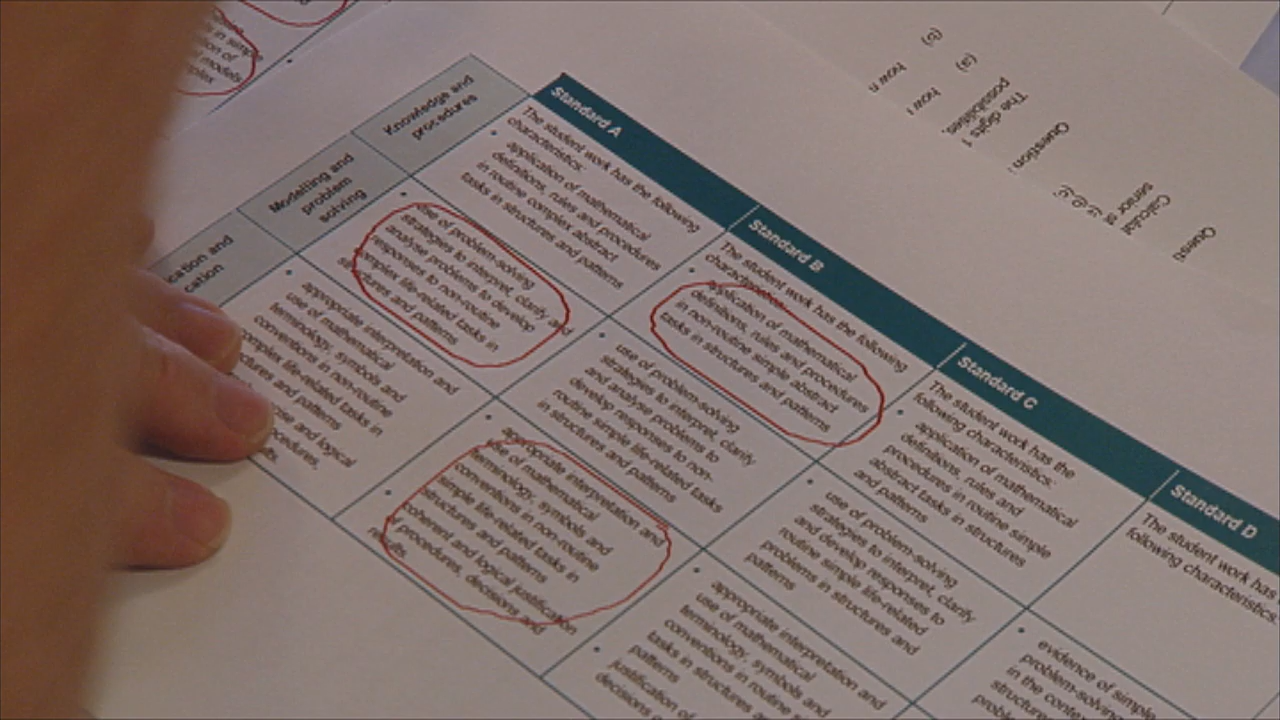 Standard A
Standard B
Standard C
Standard D
Knowledge and
procedures
The student work has the following
characteristics:
application of mathematical
definitions, rules and procedures
in routine complex abstract
tasks in structures and patterns
The student work has the following
characteristics:
application of mathematical
definitions, rules and procedures
in non-routine simple abstract
tasks in structures and patterns
The student work has the
following characteristics:
application of mathematical
definitions, rules and
procedures in routine simple
abstract tasks in structures
and patterns
The student work has
following characteristics:
Modelling and
problem
solving
use of problem-solving
strategies to interpret, clarify and
analyse problems to develop
responses to non-routine
complex life-related tasks in
structures and patterns
use of problem-solving
strategies to interpret, clarify
and analyse problems to
develop responses to non-
routine simple life-related tasks
in structures and patterns
use of problem-solving
strategies to interpret, clarify
and develop responses to
routine simple life-related
problems in structures and
patterns
evidence of simple
problem-solving
in the context
and
cation
appropriate interpretation and
use of mathematical
terminology, symbols and
conventions in non-routine
complex life-related tasks in
and patterns
and logical
appropriate interpretation and
use of mathematical
terminology, symbols and
conventions in non-routine
simple life-related tasks in
structures and patterns
coherent and logical justification
of procedures, decisions and
results.
appropriate interpretation and
use of mathematical
terminology, symbols and
conventions in routine
tasks in structures
patterns
justification of
decisions
Question
The digits
possibilities,
(a) how
(b) how